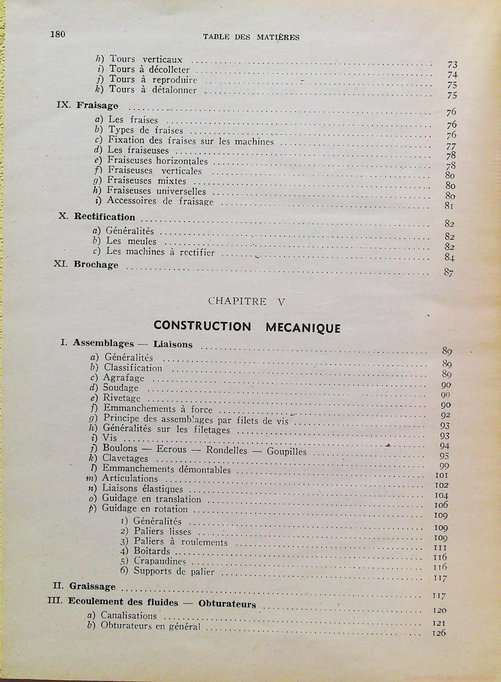 180
TABLE DES MATIÈRES
h) Tours verticaux 73
i) Tours à décolleter 74
j) Tours à reproduire 75
k) Tours à détalonner 75
IX. Fraisage 76
a) Les fraises 76
b) Types de fraises 76
c) Fixation des fraises sur les machines 77
d) Les fraiseuses 78
e) Fraiseuses horizontales 78
f) Fraiseuses verticales 80
g) Fraiseuses mixtes 80
h) Fraiseuses universelles 80
i) Accessoires de fraisage 81
X. Rectification 82
a) Généralités 82
b) Les meules 82
c) Les machines à rectifier 84
XI. Brochage 87
CHAPITRE V
CONSTRUCTION MECANIQUE
I. Assemblages — Liaisons 89
a) Généralités 89
b) Classification 89
c) Agrafage 90
d) Soudage 90
e) Rivetage 90
f) Emmanchements à force 92
g) Principe des assemblages par filets de vis 93
h) Généralités sur les filetages 93
i) Vis 94
j) Boulons — Ecrous — Rondelles — Goupilles 95
k) Clavetages 99
l) Emmanchements démontables 101
m) Articulations 102
n) Liaisons élastiques 104
o) Guidage en translation 106
p) Guidage en rotation 109
1) Généralités 109
2) Paliers lisses 109
3) Paliers à roulements 111
4) Boitards 116
5) Crapaudines 116
6) Supports de palier 117
II. Graissage 117
III. Ecoulement des fluides — Obturateurs 120
a) Canalisations 121
b) Obturateurs en général 126